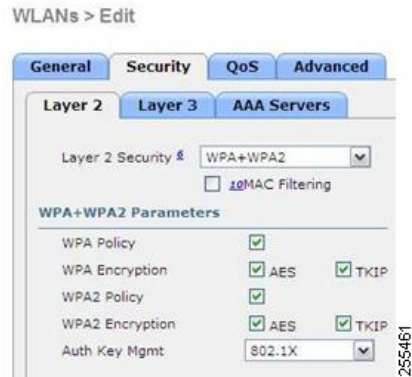 WLANs > Edit
General Security QoS Advanced
Layer 2 Layer 3 AAA Servers
Layer 2 Security 6 WPA+WPA2
10MAC Filtering
WPA+WPA2 Parameters
WPA Policy
WPA Encryption AES TKIP
WPA2 Policy
WPA2 Encryption AES TKIP
Auth Key Mgmt 802.1X
255461